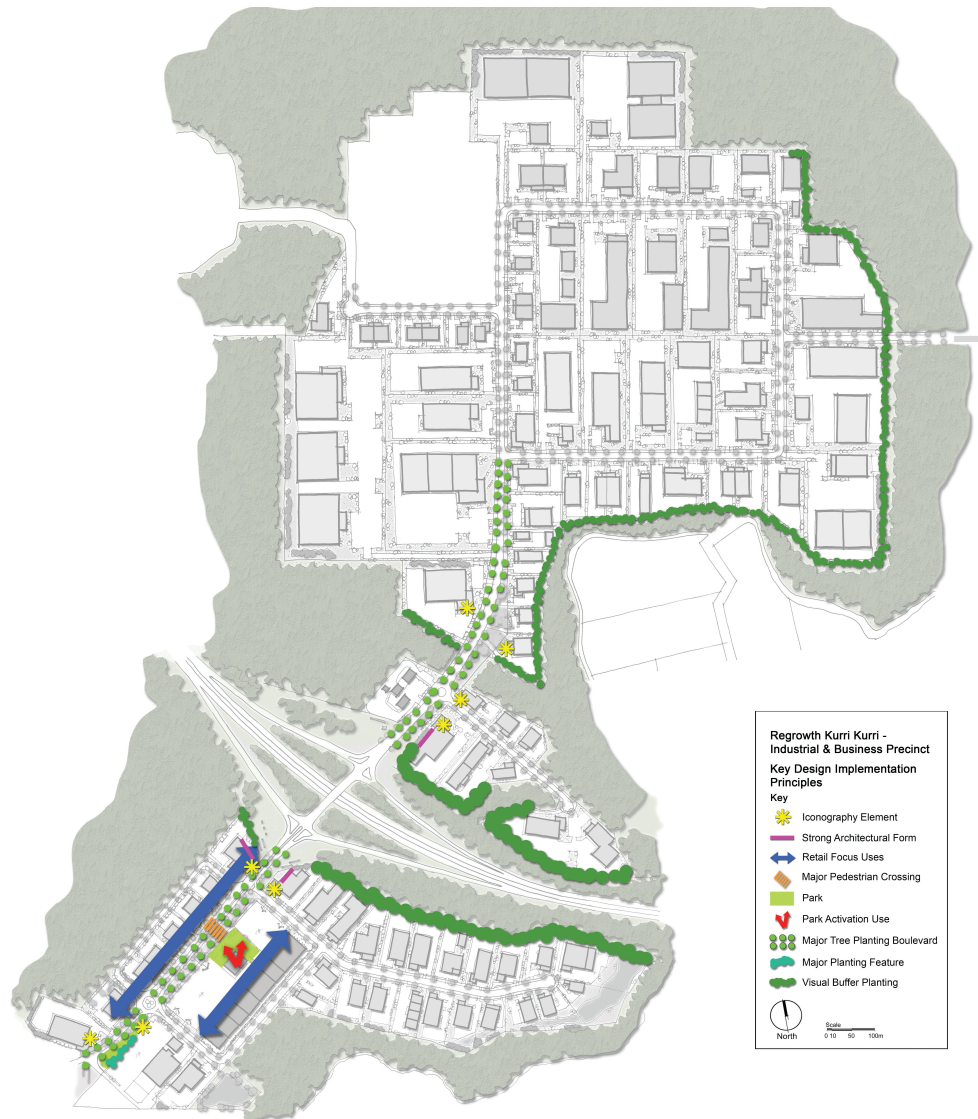 Regrowth Kurri Kurri -
Industrial & Business Precinct
Key Design Implementation
Principles
Key
Iconography Element
Strong Architectural Form
Retail Focus Uses
Major Pedestrian Crossing
Park
Park Activation Use
Major Tree Planting Boulevard
Major Planting Feature
Visual Buffer Planting
North
Scale
0 10 50 100m